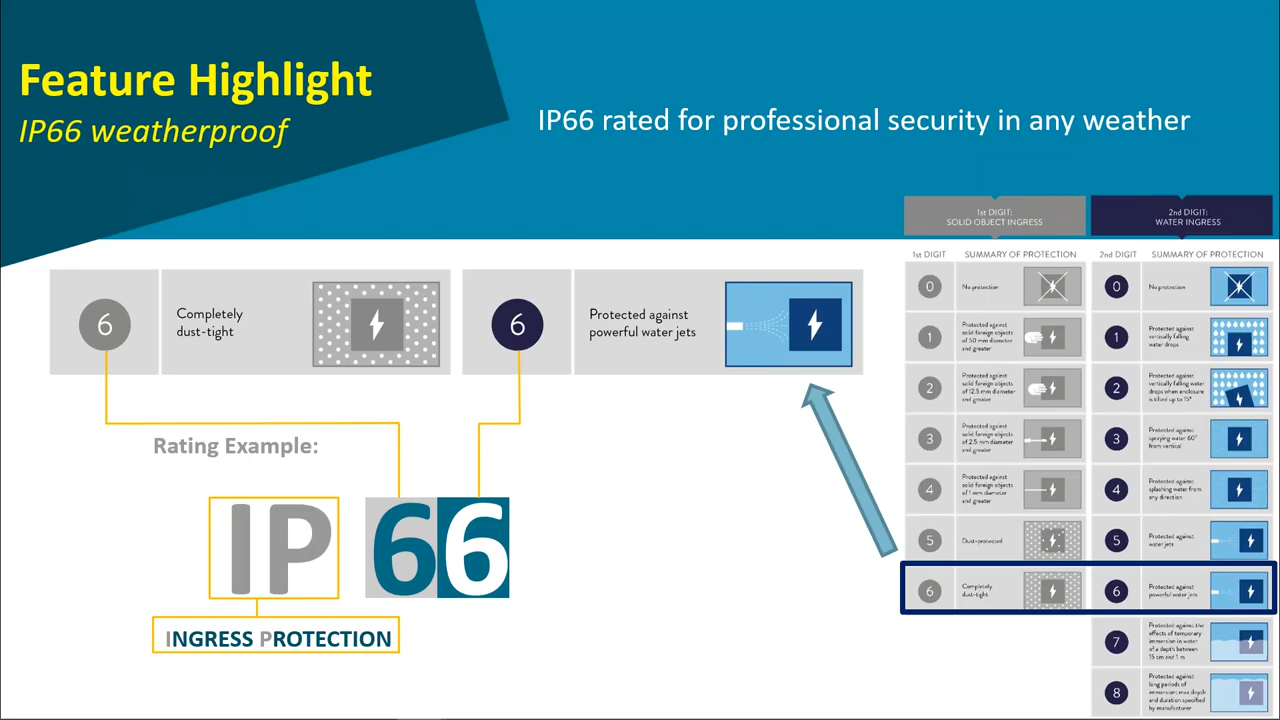 Feature Highlight
IP66 weatherproof
IP66 rated for professional security in any weather
6
Completely
dust-tight
6
Protected against
powerful water jets
Rating Example:
IP 66
INGRESS PROTECTION
1st DIGIT:
SOLID OBJECT INGRESS
2nd DIGIT:
WATER INGRESS
1st DIGIT
SUMMARY OF PROTECTION
2nd DIGIT
SUMMARY OF PROTECTION
0
No protection
0
No protection
1
Protected against
solid foreign objects
of 50 mm diameter
and greater
1
Protected against
vertically falling
water drops
2
Protected against
solid foreign objects
of 12.5 mm diameter
and greater
2
Protected against
vertically falling water
drops when enclosure
is tilted up to 15°
3
Protected against
solid foreign objects
of 2.5 mm diameter
and greater
3
Protected against
spraying water 60°
from vertical
4
Protected against
solid foreign objects
of 1 mm diameter
and greater
4
Protected against
splashing water from
any direction
5
Dust-protected
5
Protected against
water jets
6
Completely
dust-tight
6
Protected against
powerful water jets
7
Protected against the
effects of temporary
immersion in water
of a depth between
15 cm and 1 m
8
Protected against
long periods of
immersion: max depth
and duration specified
by manufacturer